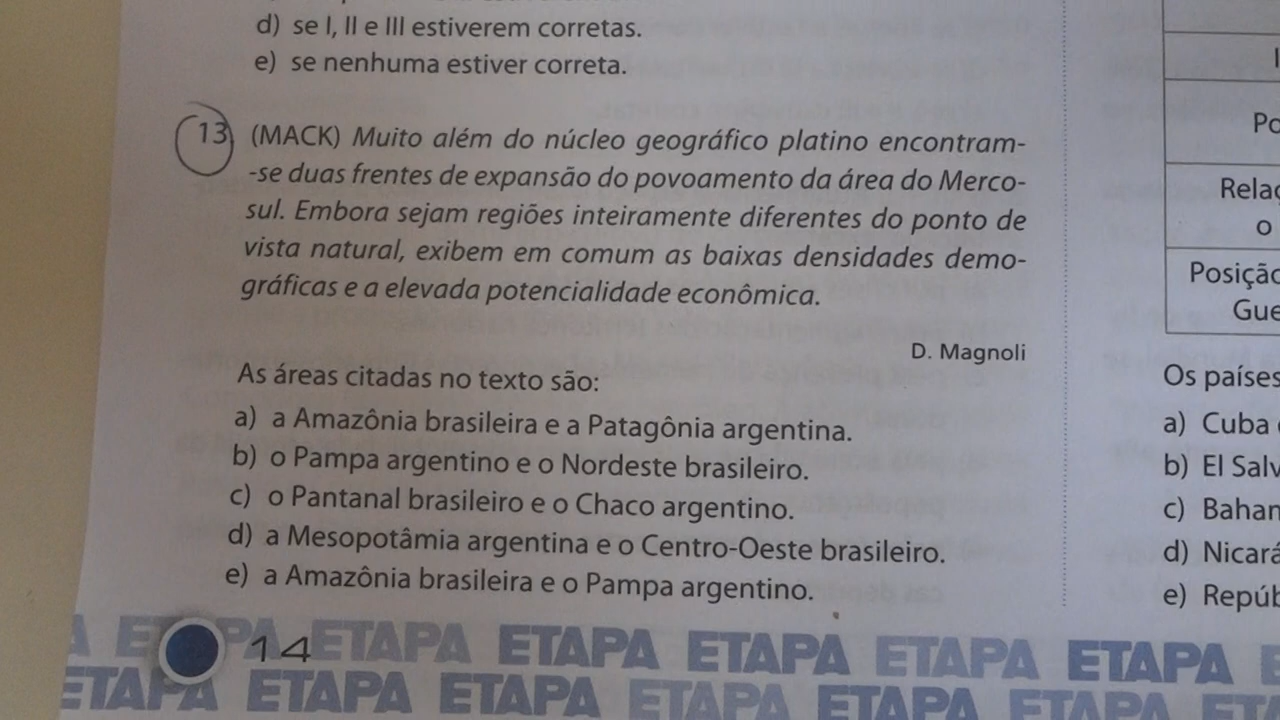 d) se I, II e III estiverem corretas.
e) se nenhuma estiver correta.
13 (MACK) Muito além do núcleo geográfico platino encontram-
-se duas frentes de expansão do povoamento da área do Merco-
sul. Embora sejam regiões inteiramente diferentes do ponto de
vista natural, exibem em comum as baixas densidades demo-
gráficas e a elevada potencialidade econômica.
D. Magnoli
As áreas citadas no texto são:
a) a Amazônia brasileira e a Patagônia argentina.
b) o Pampa argentino e o Nordeste brasileiro.
c) o Pantanal brasileiro e o Chaco argentino.
d) a Mesopotâmia argentina e o Centro-Oeste brasileiro.
e) a Amazônia brasileira e o Pampa argentino.
14
ETAPA ETAPA ETAPA ETAPA ETAPA
ETAPA ETAPA ETAPA ETAPA ETAPA ETAPA
Po
Relaç
o
Posição
Gue
Os países
a) Cuba
b) El Salv
c) Baham
d) Nicará
e) Repúb